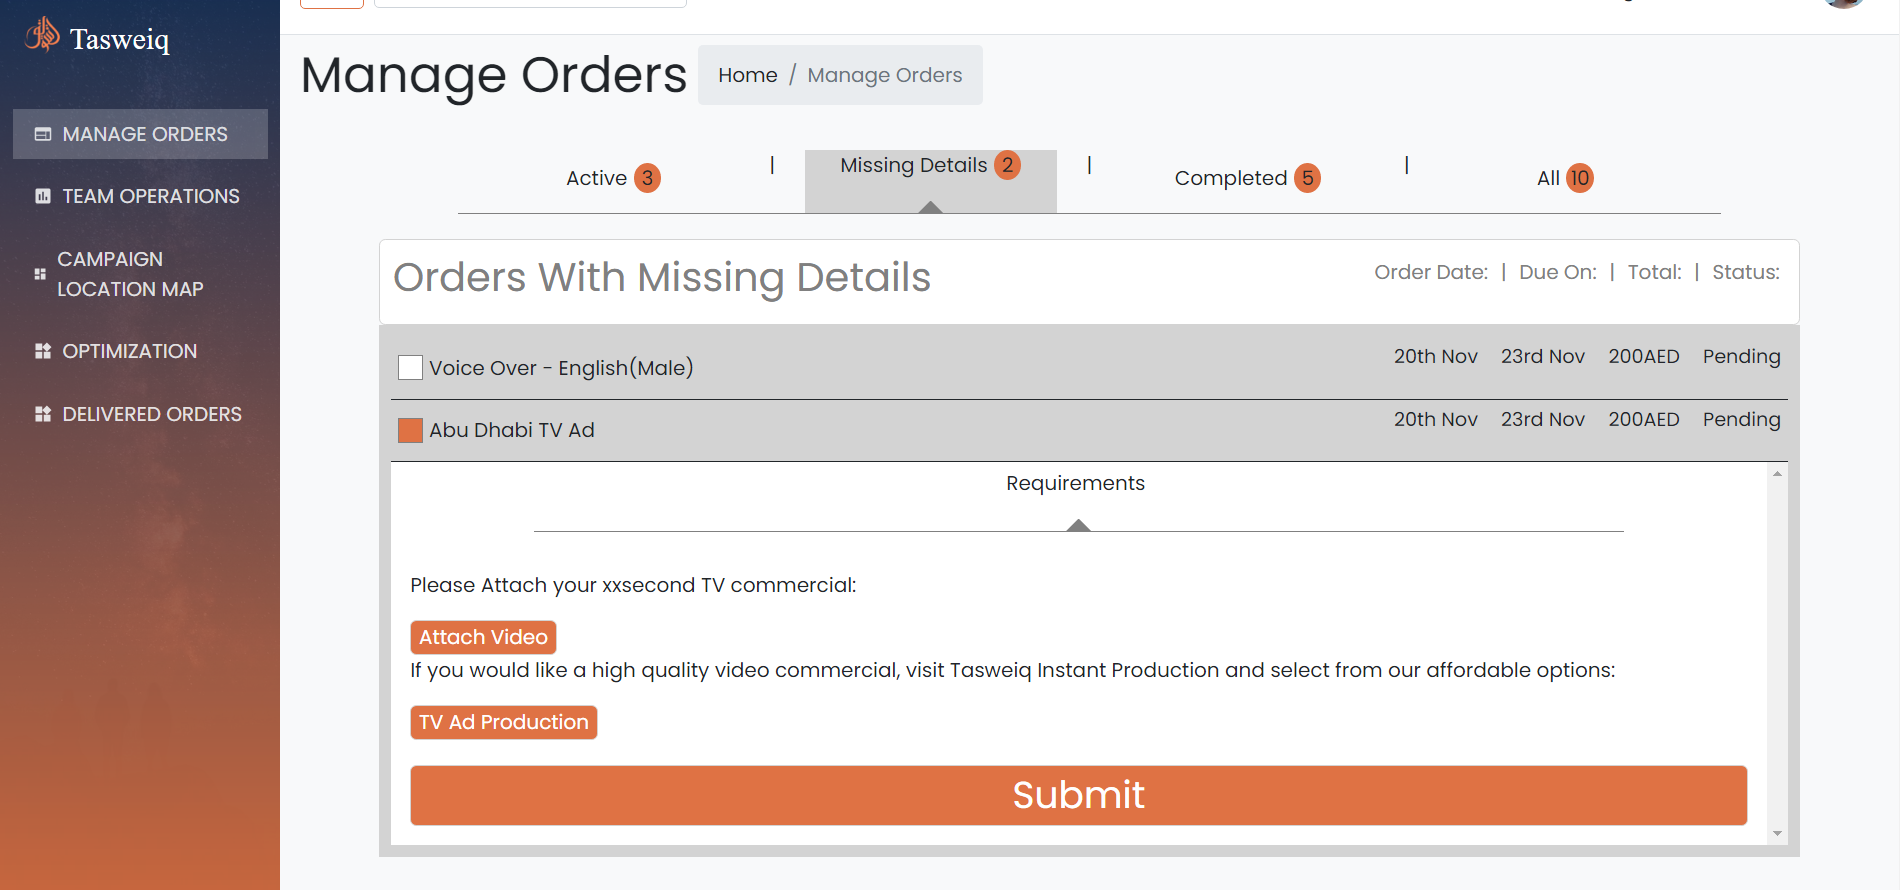 Tasweiq
MANAGE ORDERS
TEAM OPERATIONS
CAMPAIGN
LOCATION MAP
OPTIMIZATION
DELIVERED ORDERS
Manage Orders
Home / Manage Orders
Active 3 | Missing Details 2 | Completed 5 | All 10
Orders With Missing Details
Order Date: | Due On: | Total: | Status:
Voice Over - English(Male) 20th Nov 23rd Nov 200AED Pending
Abu Dhabi TV Ad 20th Nov 23rd Nov 200AED Pending
Requirements
Please Attach your xxsecond TV commercial:
Attach Video
If you would like a high quality video commercial, visit Tasweiq Instant Production and select from our affordable options:
TV Ad Production
Submit